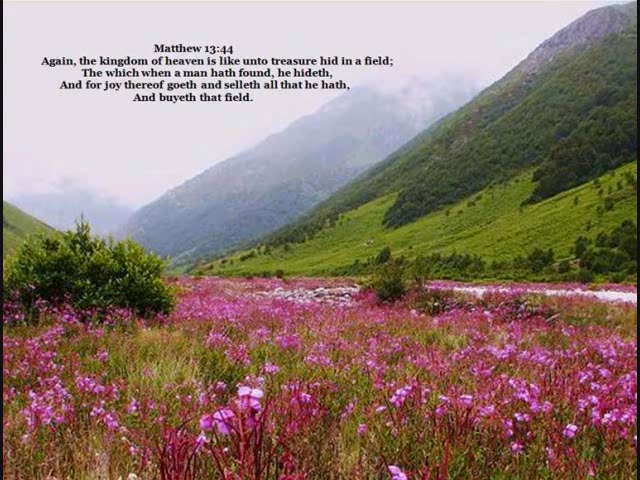 Matthew 13:44
Again, the kingdom of heaven is like unto treasure hid in a field;
The which when a man hath found, he hideth,
And for joy thereof goeth and selleth all that he hath,
And buyeth that field.